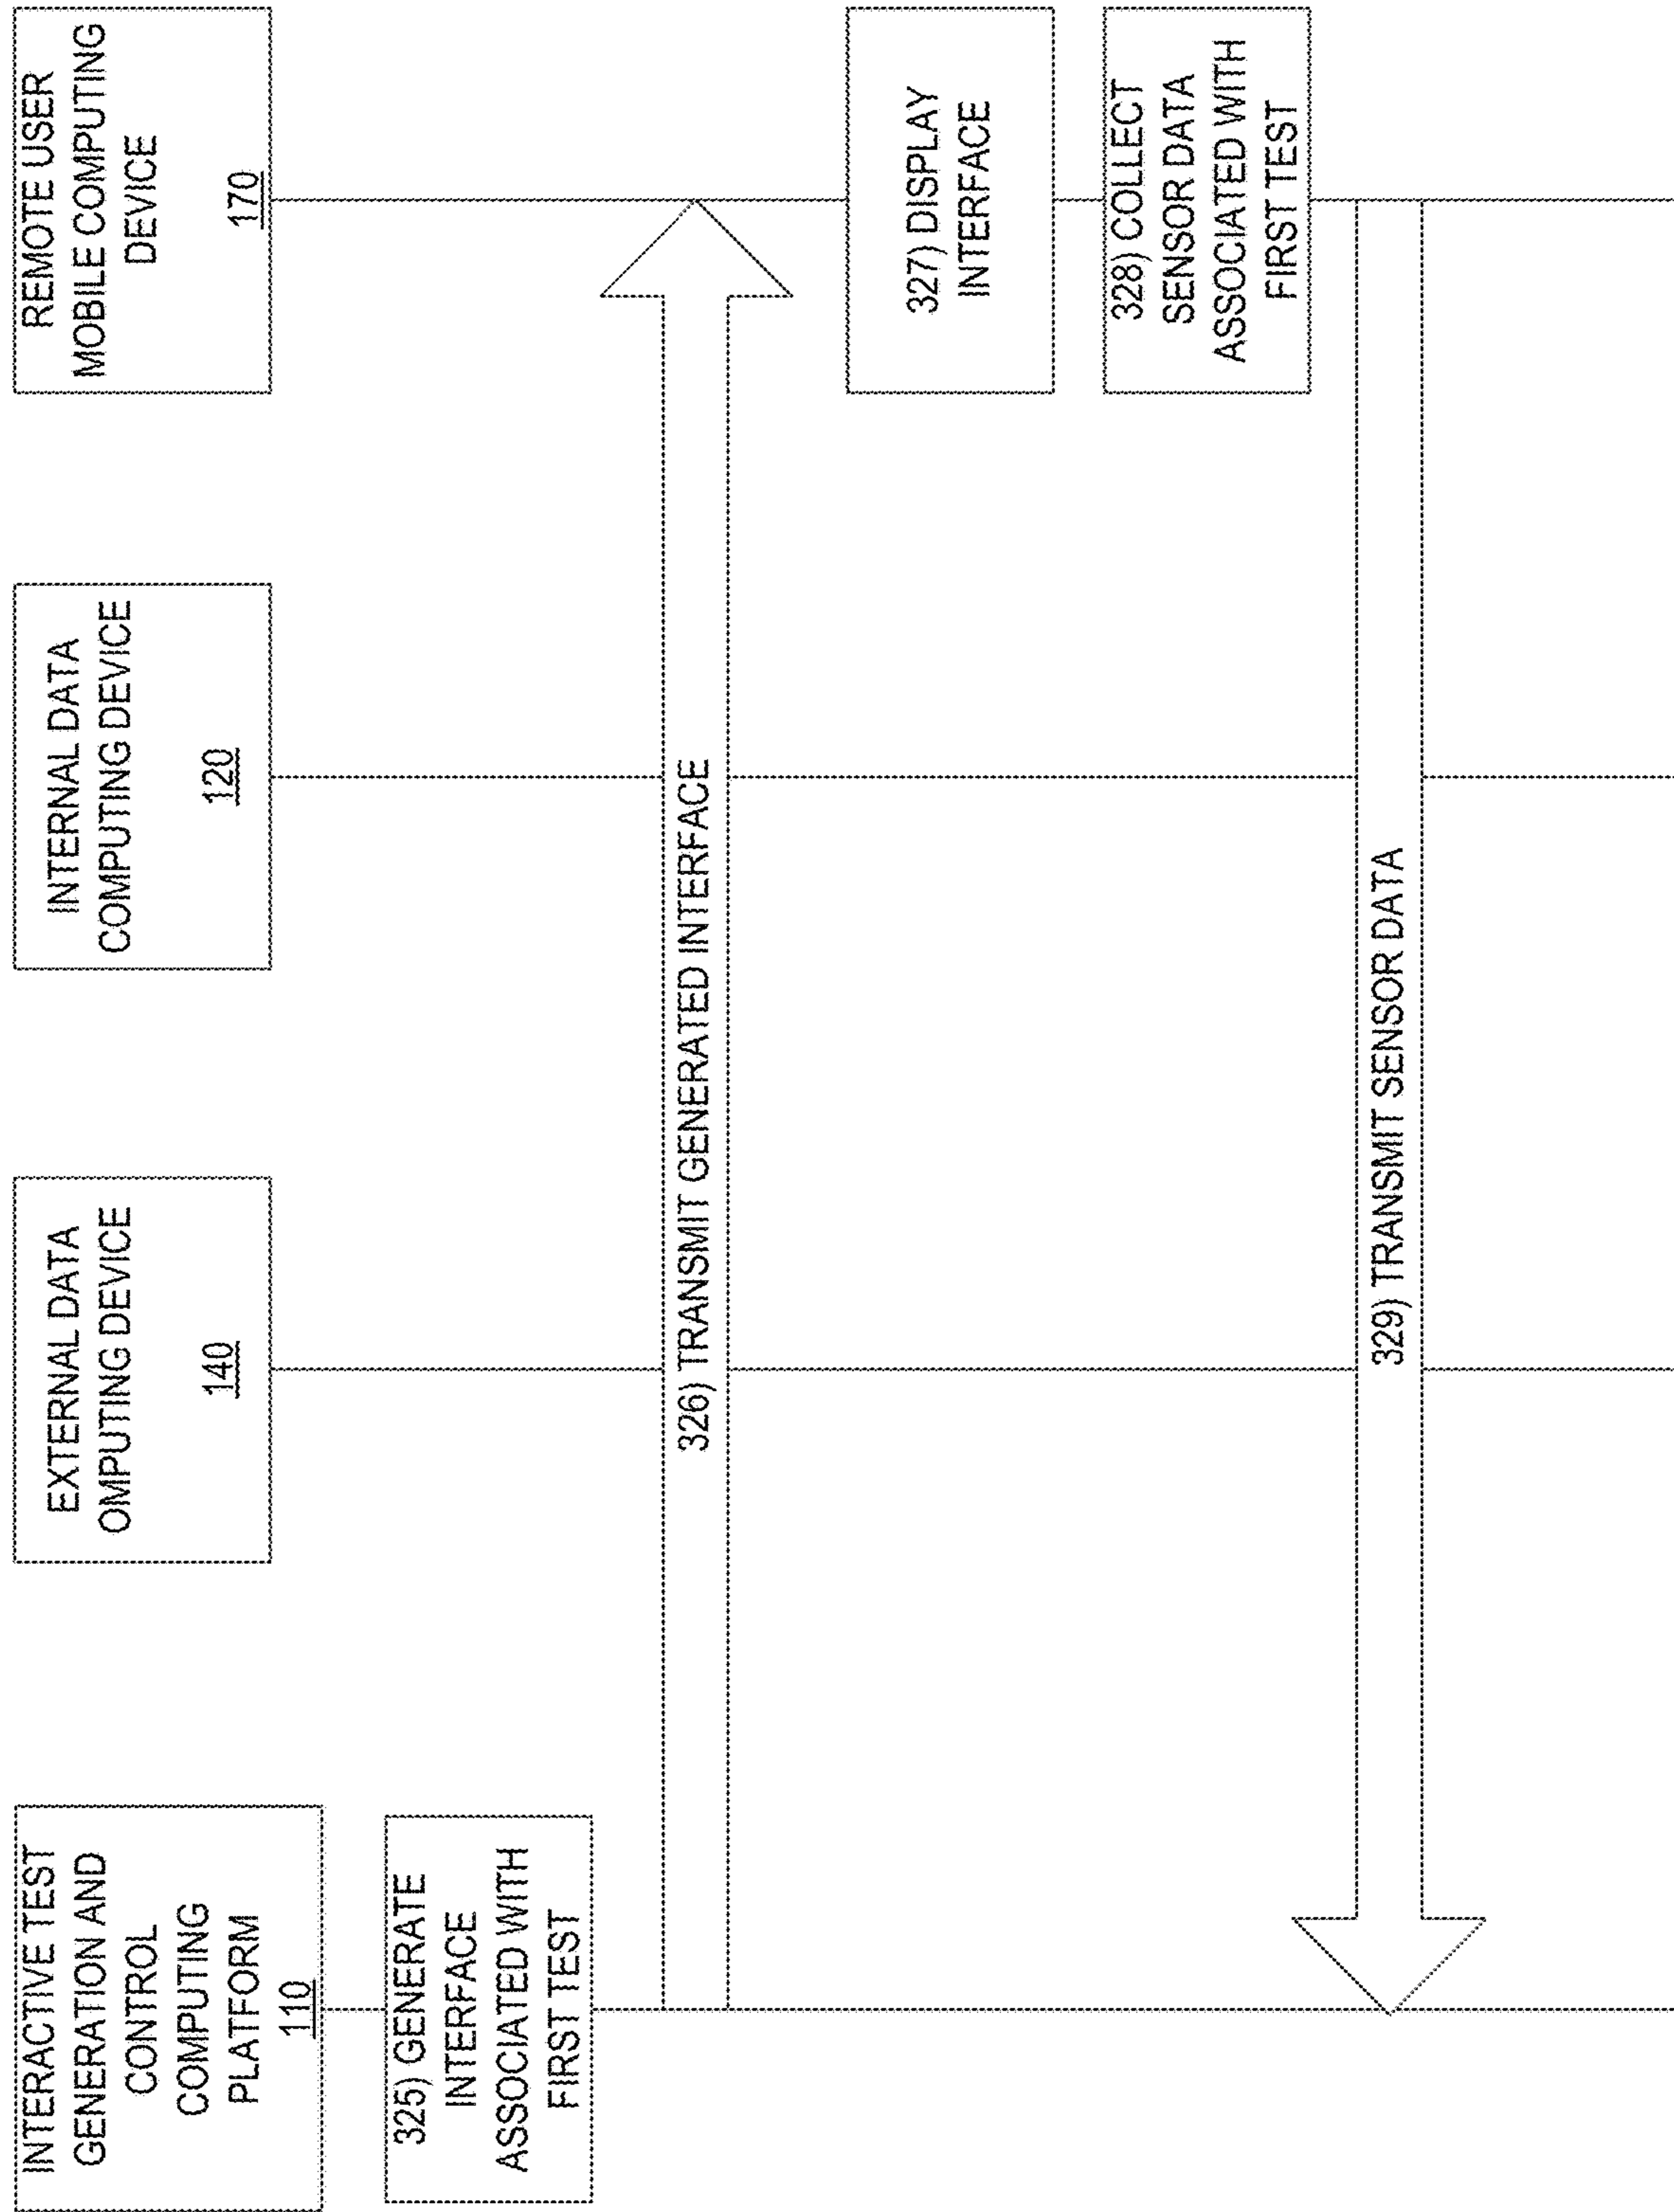 INTERACTIVE TEST
GENERATION AND
CONTROL
COMPUTING
PLATFORM
110
EXTERNAL DATA
OMPUTING DEVICE
140
INTERNAL DATA
COMPUTING DEVICE
120
REMOTE USER
MOBILE COMPUTING
DEVICE
170
325) GENERATE
INTERFACE
ASSOCIATED WITH
FIRST TEST
326) TRANSMIT GENERATED INTERFACE
327) DISPLAY
INTERFACE
328) COLLECT
SENSOR DATA
ASSOCIATED WITH
FIRST TEST
329) TRANSMIT SENSOR DATA